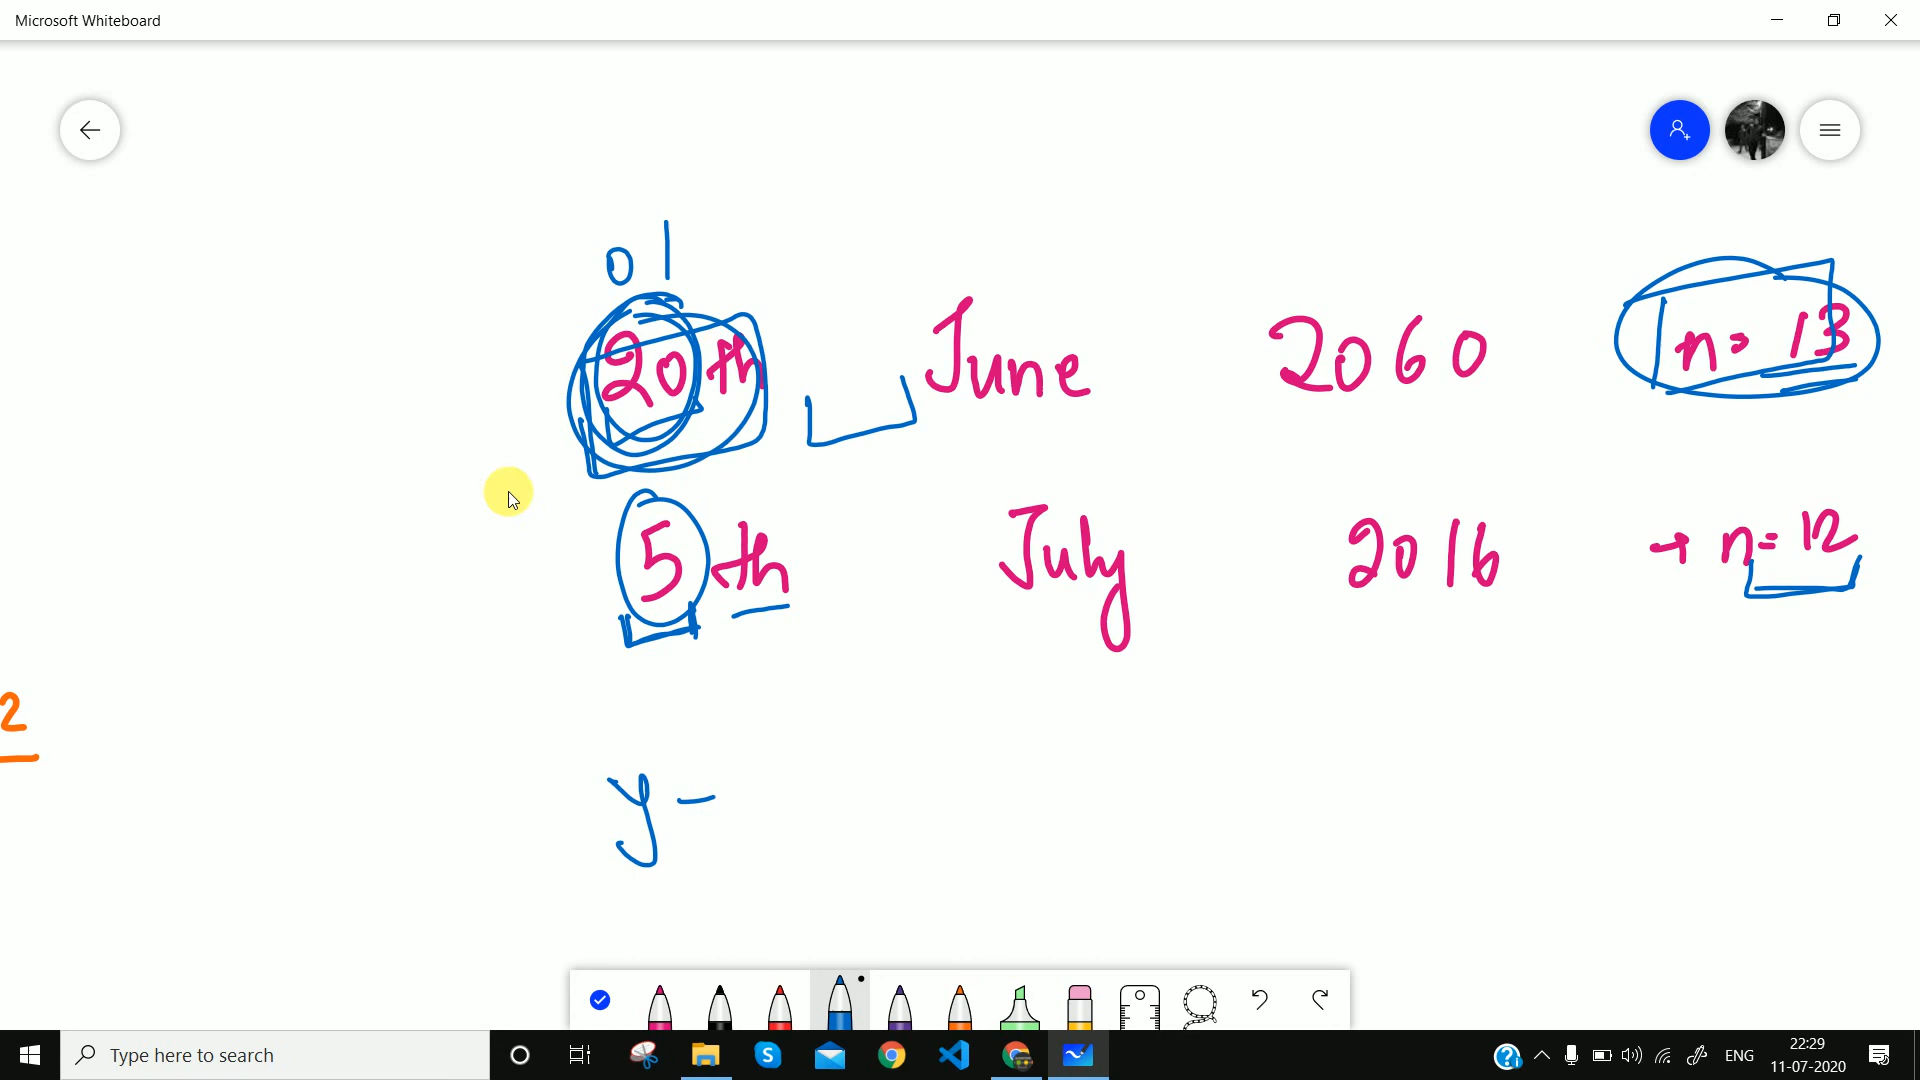 Microsoft Whiteboard
0 1
20th June 2060 n = 13
5th July 2016 → n = 12
2
y -
Type here to search
ENG
22:29
11-07-2020